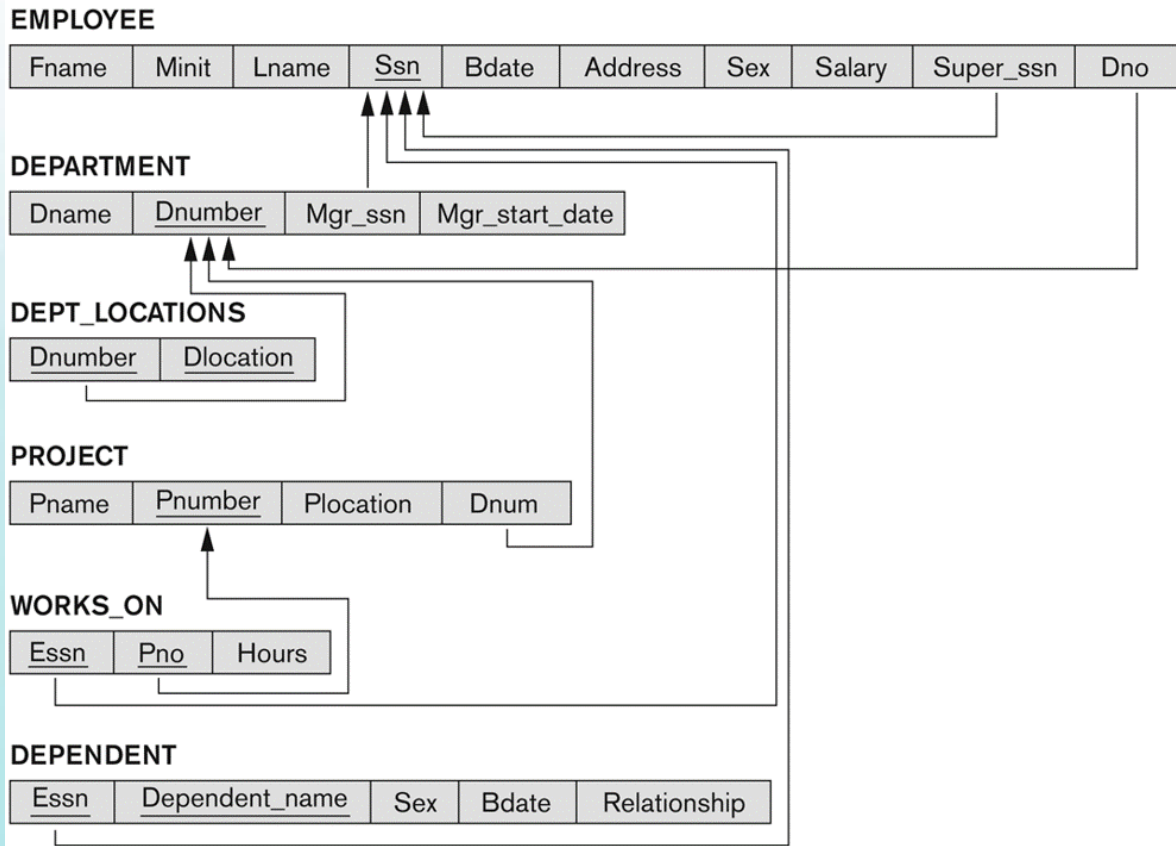 EMPLOYEE
Fname Minit Lname Ssn Bdate Address Sex Salary Super_ssn Dno
DEPARTMENT
Dname Dnumber Mgr_ssn Mgr_start_date
DEPT_LOCATIONS
Dnumber Dlocation
PROJECT
Pname Pnumber Plocation Dnum
WORKS_ON
Essn Pno Hours
DEPENDENT
Essn Dependent_name Sex Bdate Relationship